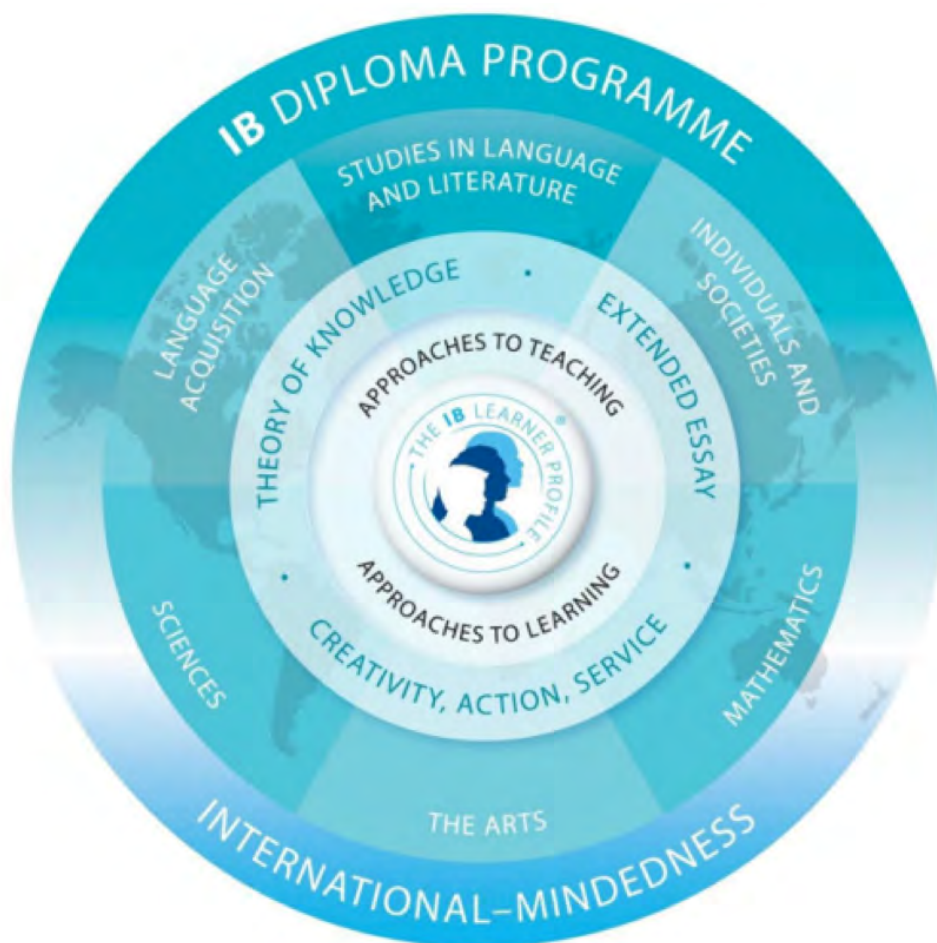 IB DIPLOMA PROGRAMME
STUDIES IN LANGUAGE
AND LITERATURE
LANGUAGE
ACQUISITION
INDIVIDUALS AND
SOCIETIES
THEORY OF KNOWLEDGE
EXTENDED ESSAY
APPROACHES TO TEACHING
THE IB LEARNER PROFILE®
APPROACHES TO LEARNING
CREATIVITY, ACTION, SERVICE
SCIENCES
MATHEMATICS
THE ARTS
INTERNATIONAL–MINDEDNESS